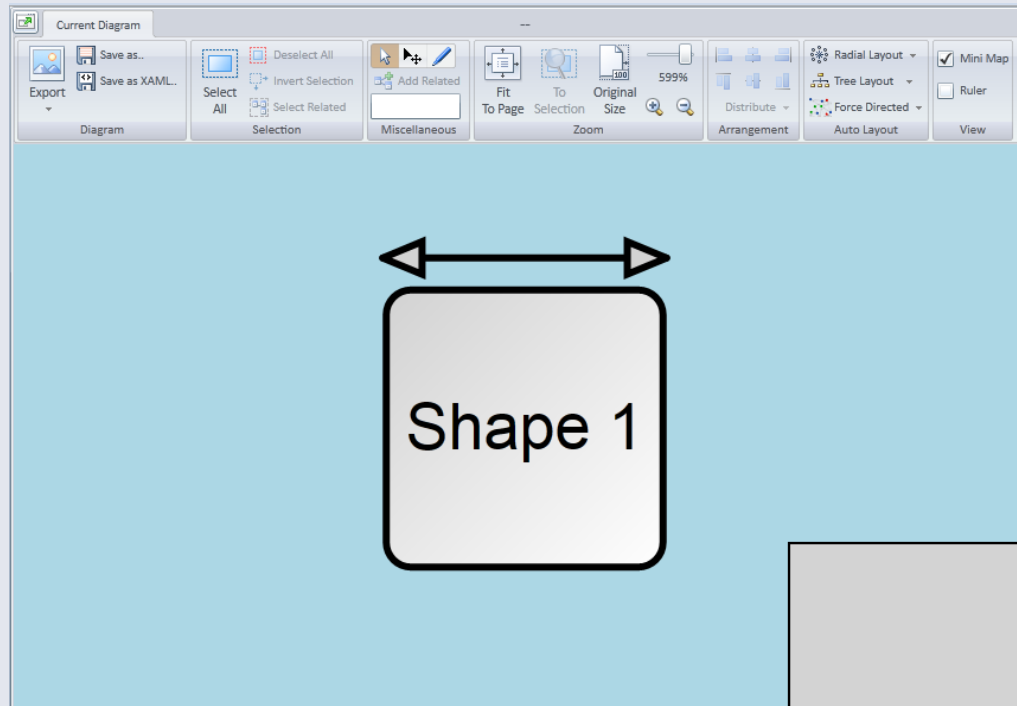 Current Diagram
--
Export
Save as..
Save as XAML..
Diagram
Select
All
Deselect All
Invert Selection
Select Related
Selection
Add Related
Miscellaneous
Fit
To Page
To
Selection
100
Original
Size
599%
Zoom
Distribute
Arrangement
Radial Layout
Tree Layout
Force Directed
Auto Layout
Mini Map
Ruler
View
Shape 1